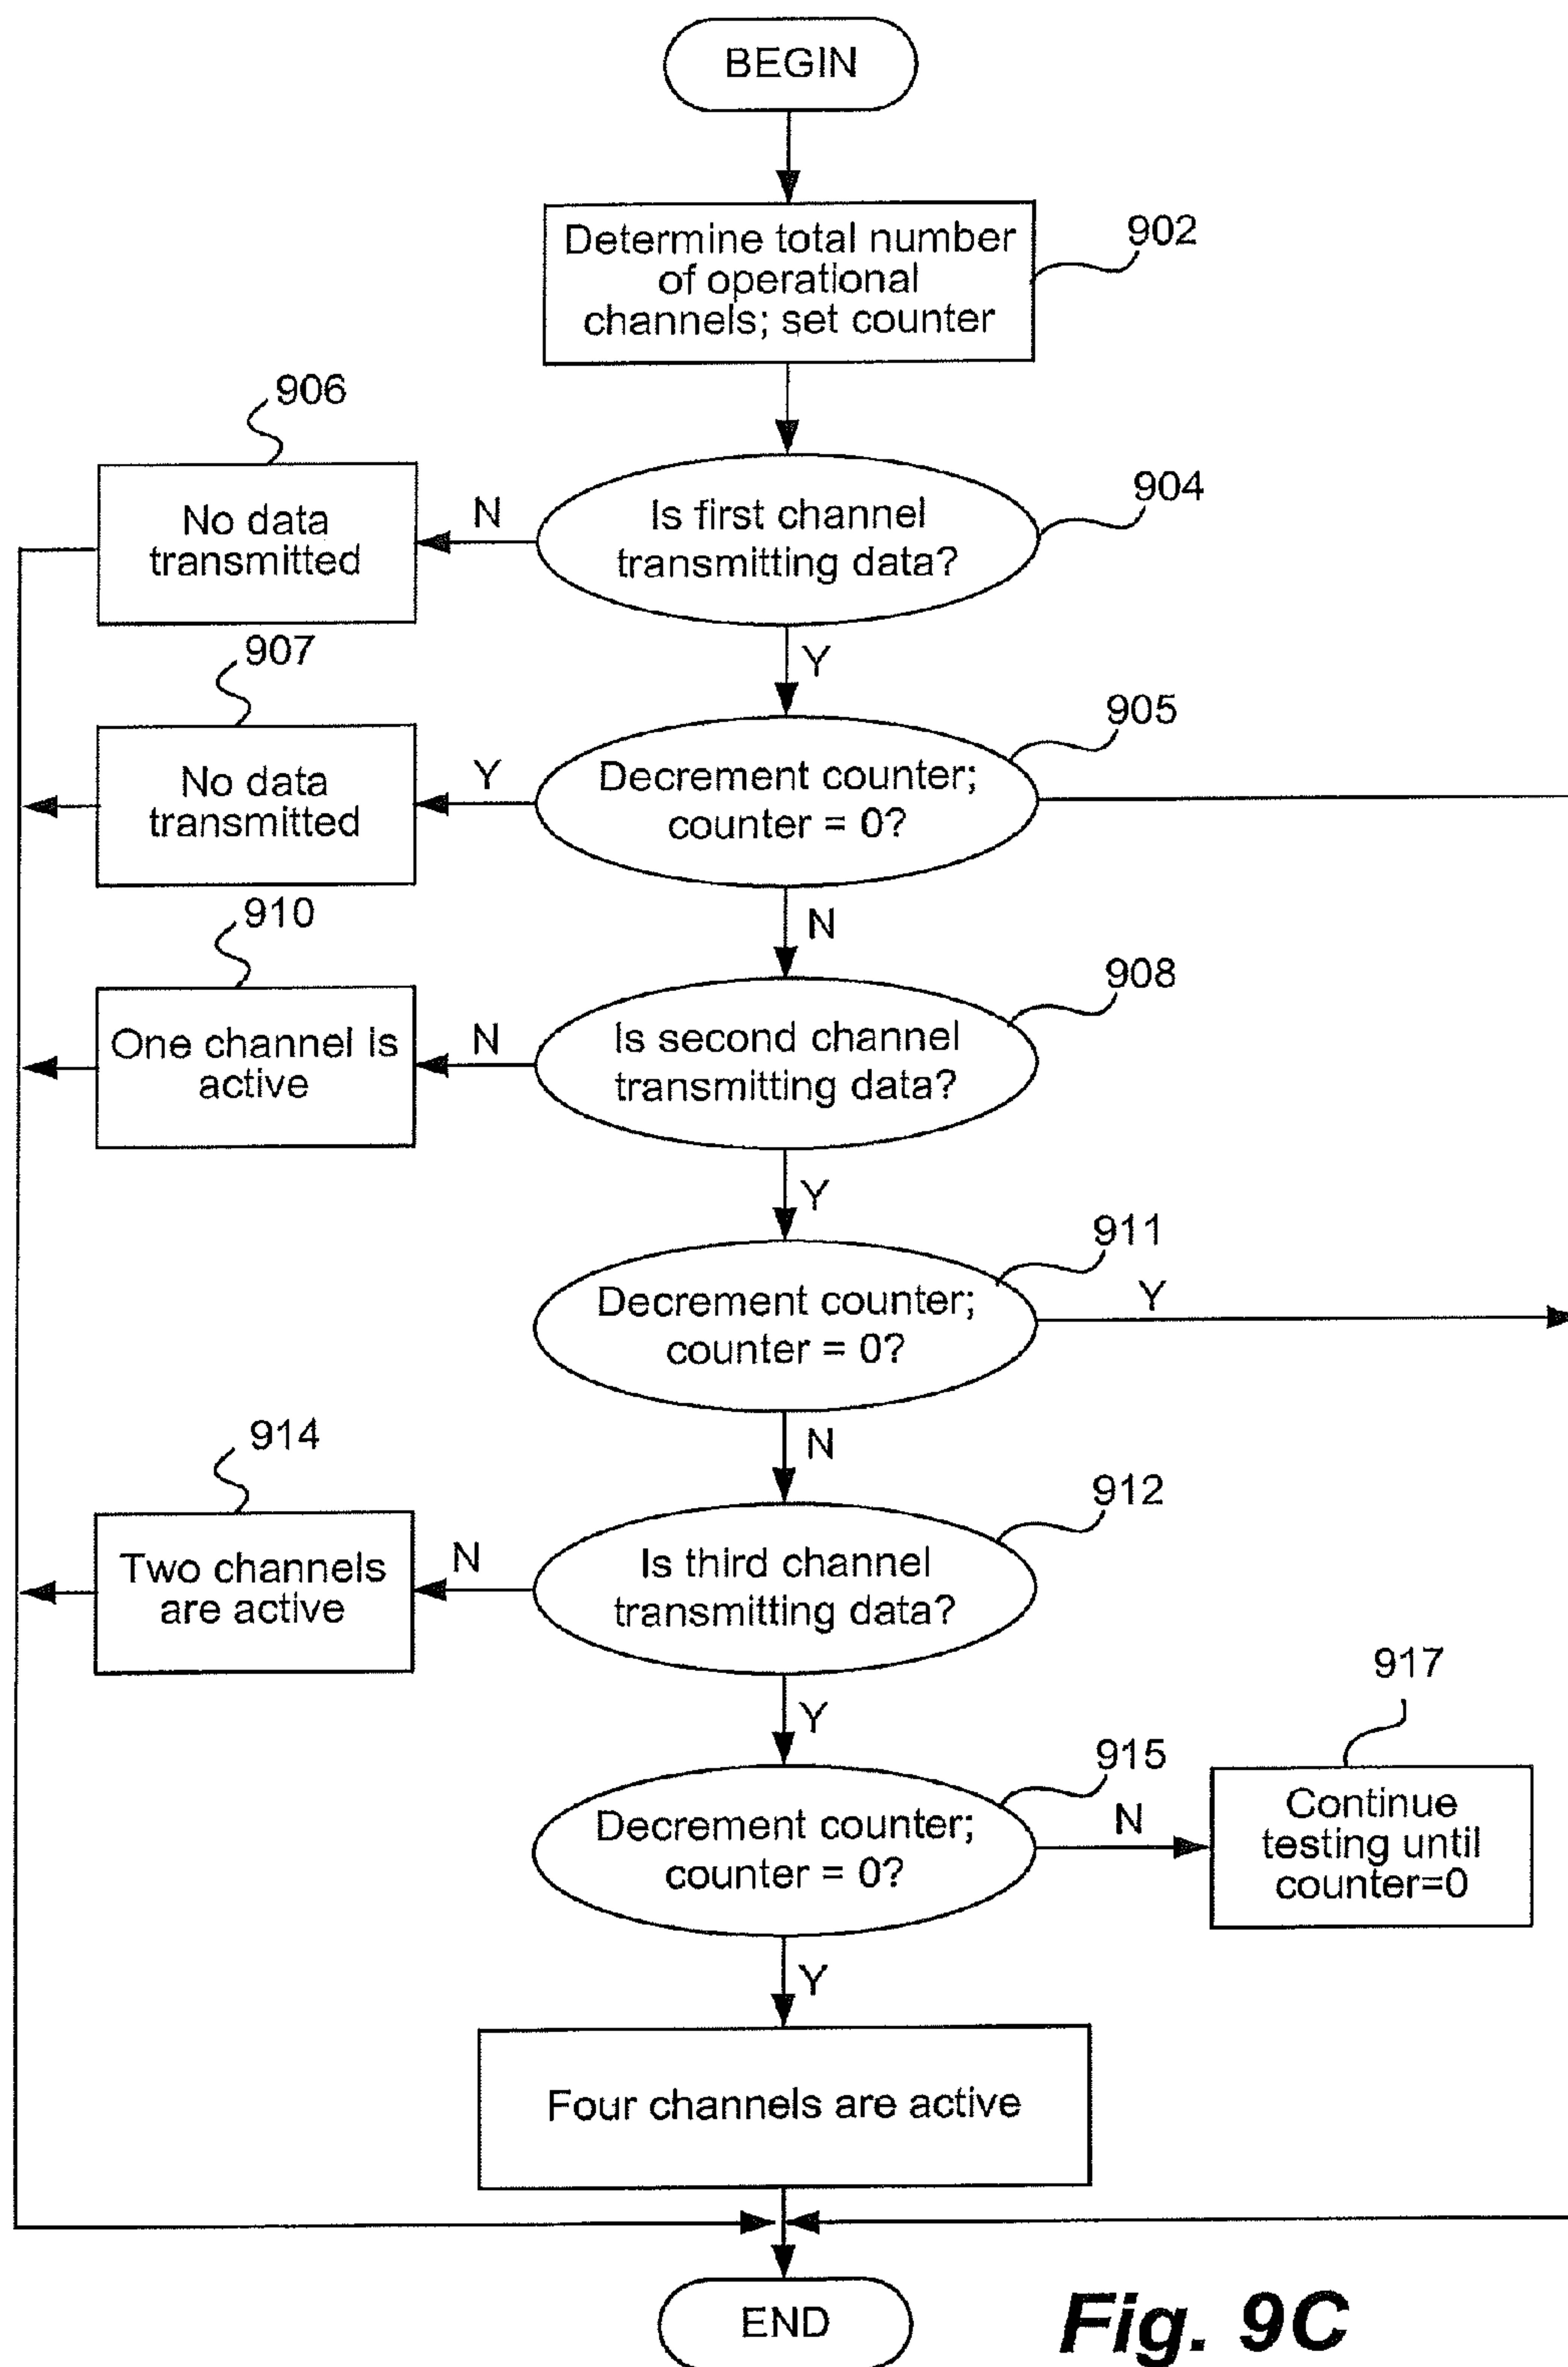 BEGIN
Determine total number
of operational
channels; set counter
902
906
No data
transmitted
N
Is first channel
transmitting data?
904
Y
907
No data
transmitted
Y
Decrement counter;
counter = 0?
905
N
910
One channel is
active
N
Is second channel
transmitting data?
908
Y
Decrement counter;
counter = 0?
911
Y
N
914
Two channels
are active
N
Is third channel
transmitting data?
912
Y
Decrement counter;
counter = 0?
915
N
917
Continue
testing until
counter=0
Y
Four channels are active
END
Fig. 9C